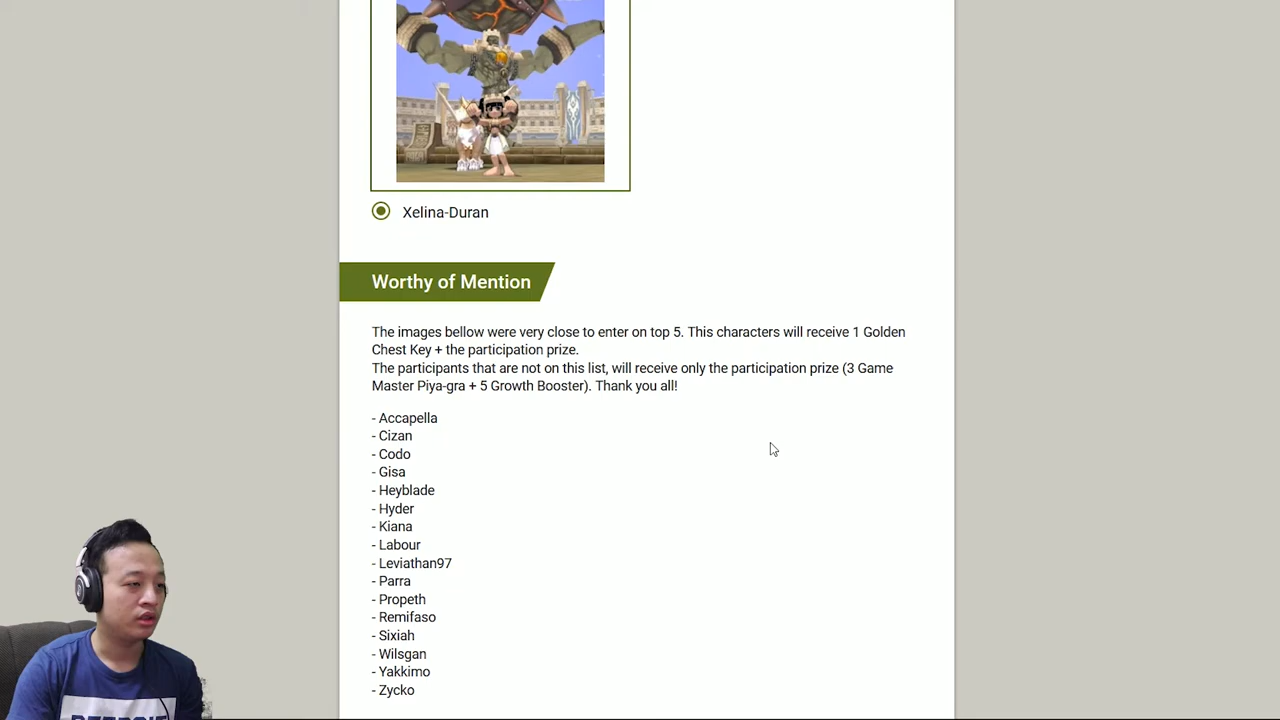 Xelina-Duran
Worthy of Mention
The images bellow were very close to enter on top 5. This characters will receive 1 Golden
Chest Key + the participation prize.
The participants that are not on this list, will receive only the participation prize (3 Game
Master Piya-gra + 5 Growth Booster). Thank you all!
- Accapella
- Cizan
- Codo
- Gisa
- Heyblade
- Hyder
- Kiana
- Labour
- Leviathan97
- Parra
- Propeth
- Remifaso
- Sixiah
- Wilsgan
- Yakkimo
- Zycko